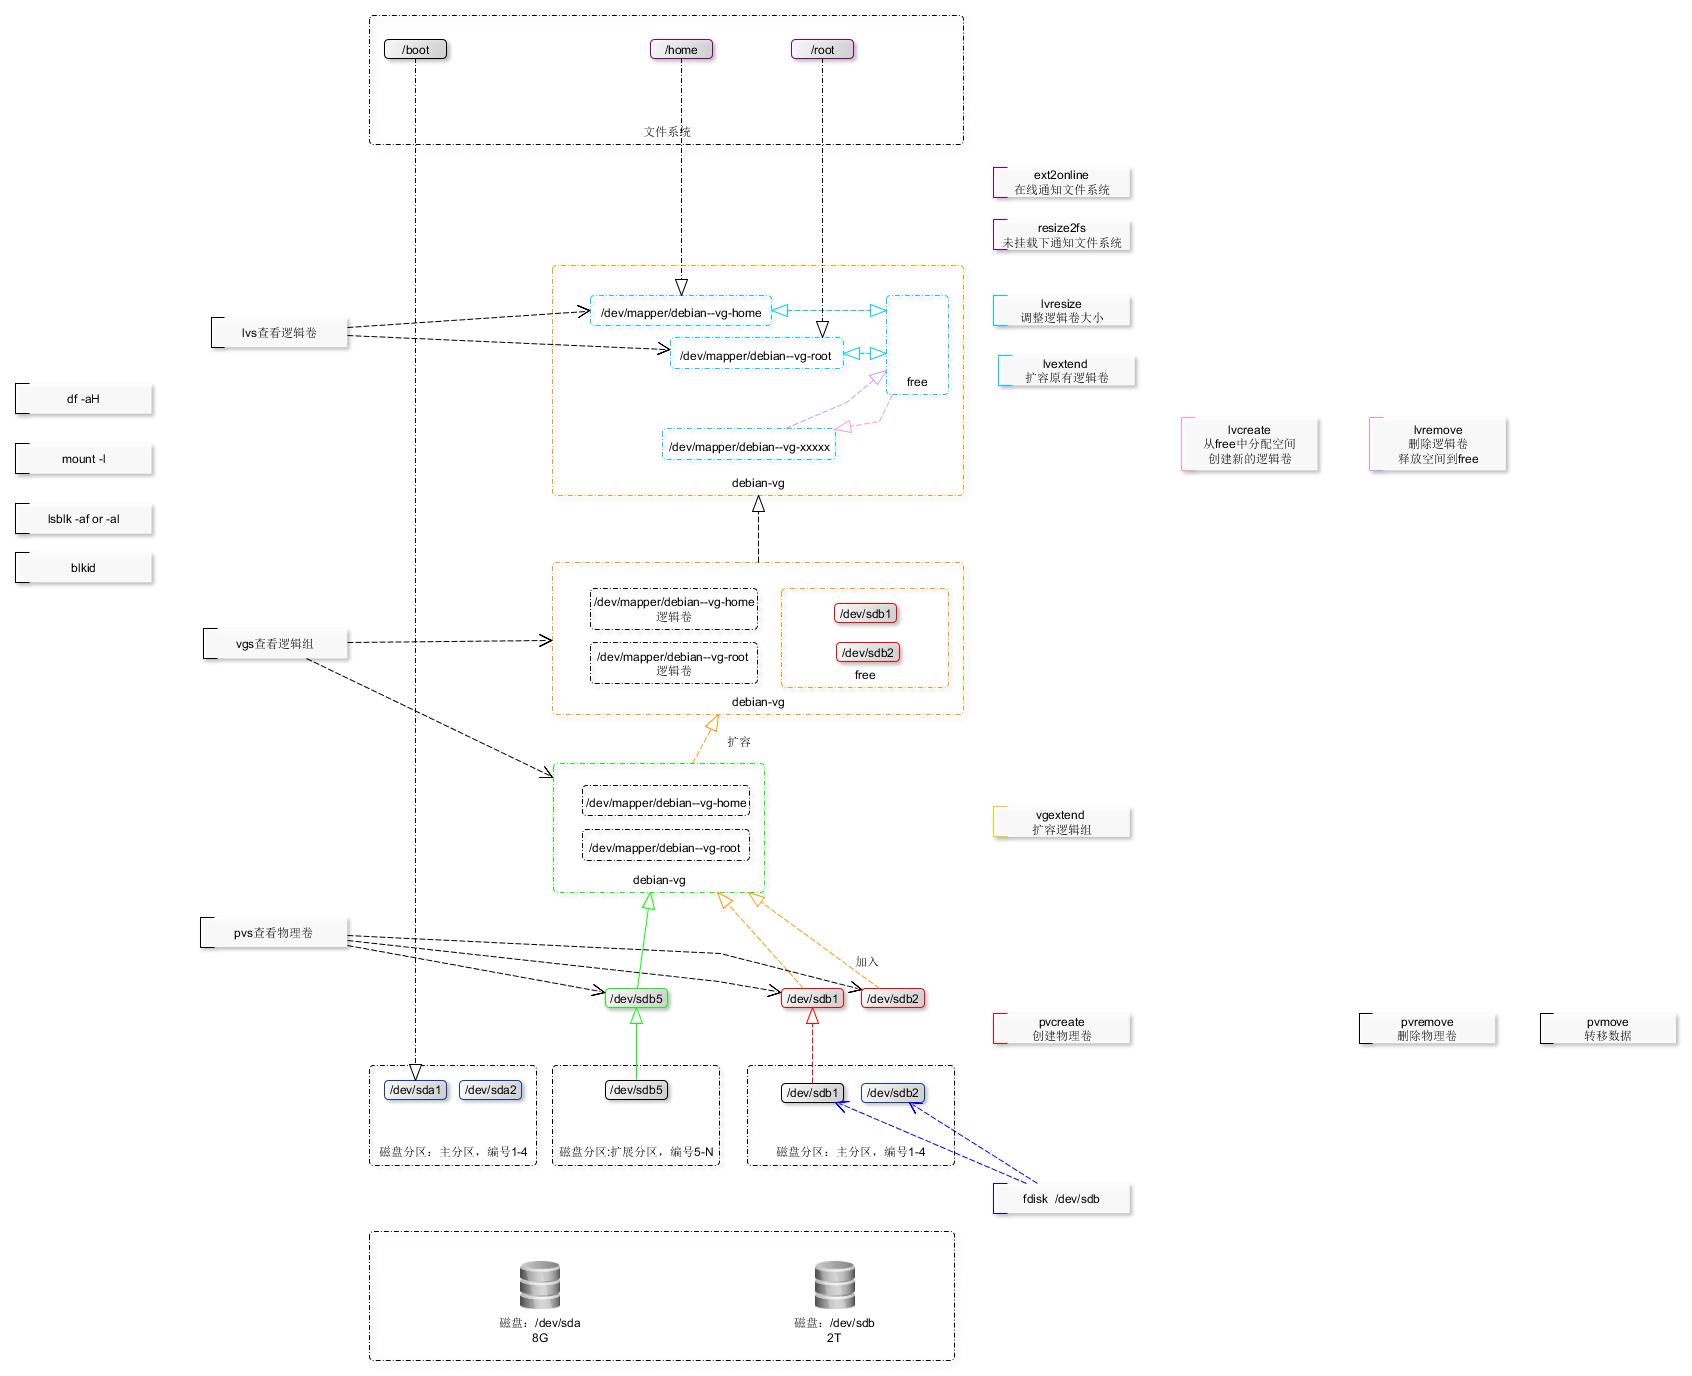 /boot
/home
/root
文件系统
ext2online
在线通知文件系统
resize2fs
未挂载下通知文件系统
/dev/mapper/debian--vg-home
lvresize
调整逻辑卷大小
lvs查看逻辑卷
/dev/mapper/debian--vg-root
free
lvextend
扩容原有逻辑卷
df -aH
/dev/mapper/debian--vg-xxxxx
lvcreate
从free中分配空间
创建新的逻辑卷
lvremove
删除逻辑卷
释放空间到free
mount -l
debian-vg
lsblk -af or -al
blkid
/dev/mapper/debian--vg-home
逻辑卷
/dev/sdb1
vgs查看逻辑组
/dev/mapper/debian--vg-root
逻辑卷
/dev/sdb2
free
debian-vg
扩容
/dev/mapper/debian--vg-home
/dev/mapper/debian--vg-root
debian-vg
vgextend
扩容逻辑组
pvs查看物理卷
加入
/dev/sdb5
/dev/sdb1
/dev/sdb2
pvcreate
创建物理卷
pvremove
删除物理卷
pvmove
转移数据
/dev/sda1
/dev/sda2
/dev/sdb5
/dev/sdb1
/dev/sdb2
磁盘分区：主分区，编号1-4
磁盘分区:扩展分区，编号5-N
磁盘分区：主分区，编号1-4
fdisk  /dev/sdb
磁盘：/dev/sda
8G
磁盘：/dev/sdb
2T